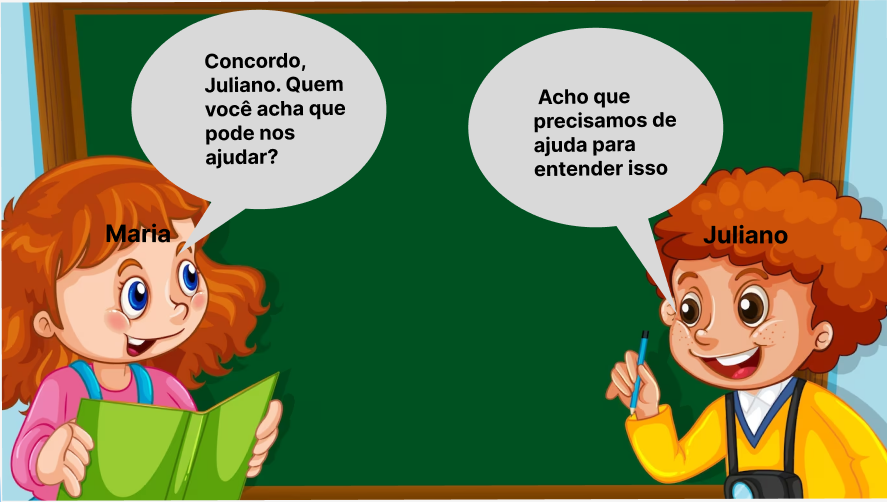 Concordo,
Juliano. Quem
você acha que
pode nos
ajudar?
Acho que
precisamos de
ajuda para
entender isso
Maria
Juliano